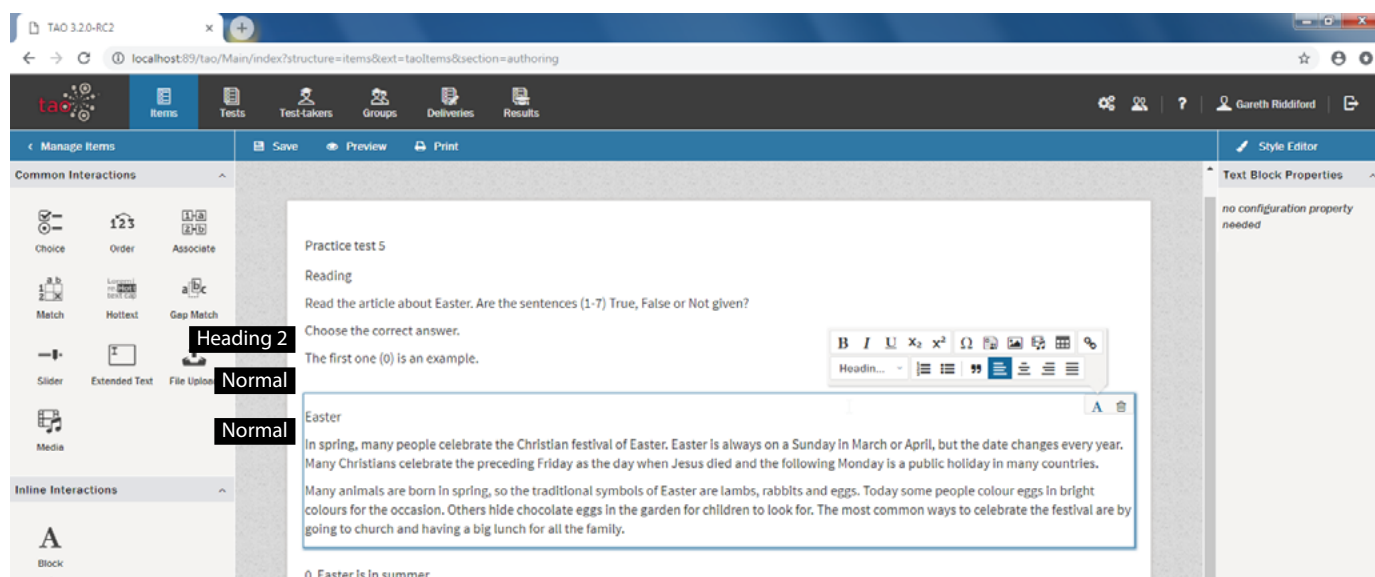 TAO 3.2.0-RC2
localhost:89/tao/Main/index?structure=items&ext=taoItems&section=authoring
tao
Items
Tests
Test-takers
Groups
Deliveries
Results
?
Gareth Riddiford
< Manage Items
Save
Preview
Print
Style Editor
Common Interactions
Text Block Properties
no configuration property
needed
Choice
Order
Associate
Match
Hottext
Gap Match
Slider
Extended Text
File Upload
Media
Heading 2
Normal
Normal
Inline Interactions
A
Block
Practice test 5
Reading
Read the article about Easter. Are the sentences (1-7) True, False or Not given?
Choose the correct answer.
The first one (0) is an example.
B I U X₂ X² Ω
Headin...
A
Easter
In spring, many people celebrate the Christian festival of Easter. Easter is always on a Sunday in March or April, but the date changes every year.
Many Christians celebrate the preceding Friday as the day when Jesus died and the following Monday is a public holiday in many countries.
Many animals are born in spring, so the traditional symbols of Easter are lambs, rabbits and eggs. Today some people colour eggs in bright
colours for the occasion. Others hide chocolate eggs in the garden for children to look for. The most common ways to celebrate the festival are by
going to church and having a big lunch for all the family.
0. Easter is in summer